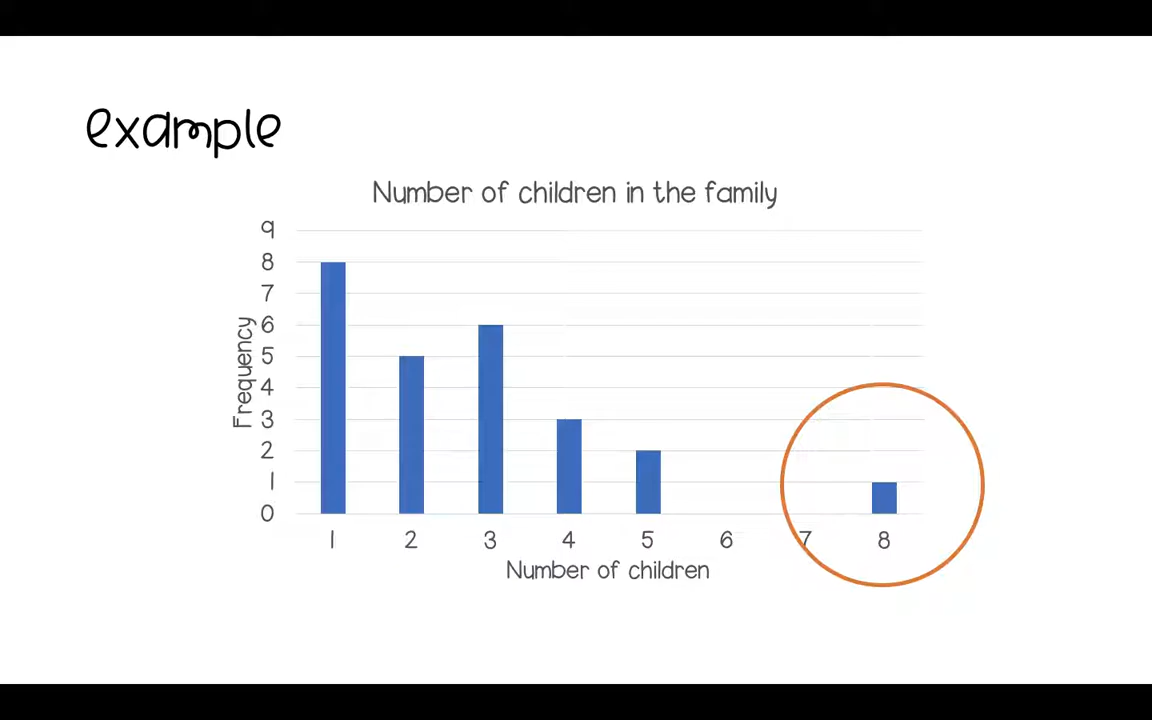 example
Number of children in the family
9
8
7
6
5
4
3
2
1
0
Frequency
1 2 3 4 5 6 7 8
Number of children